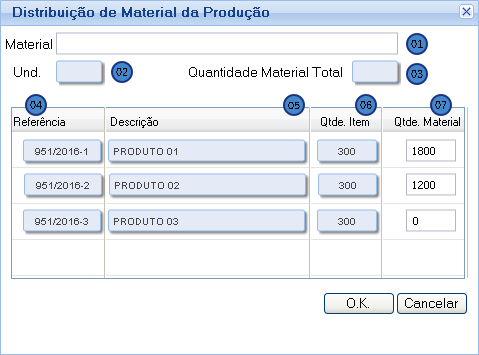 Distribuição de Material da Produção
Material 01
Und. 02 Quantidade Material Total 03
04 05 06 07
Referência Descrição Qtde. Item Qtde. Material
951/2016-1 PRODUTO 01 300 1800
951/2016-2 PRODUTO 02 300 1200
951/2016-3 PRODUTO 03 300 0
O.K. Cancelar